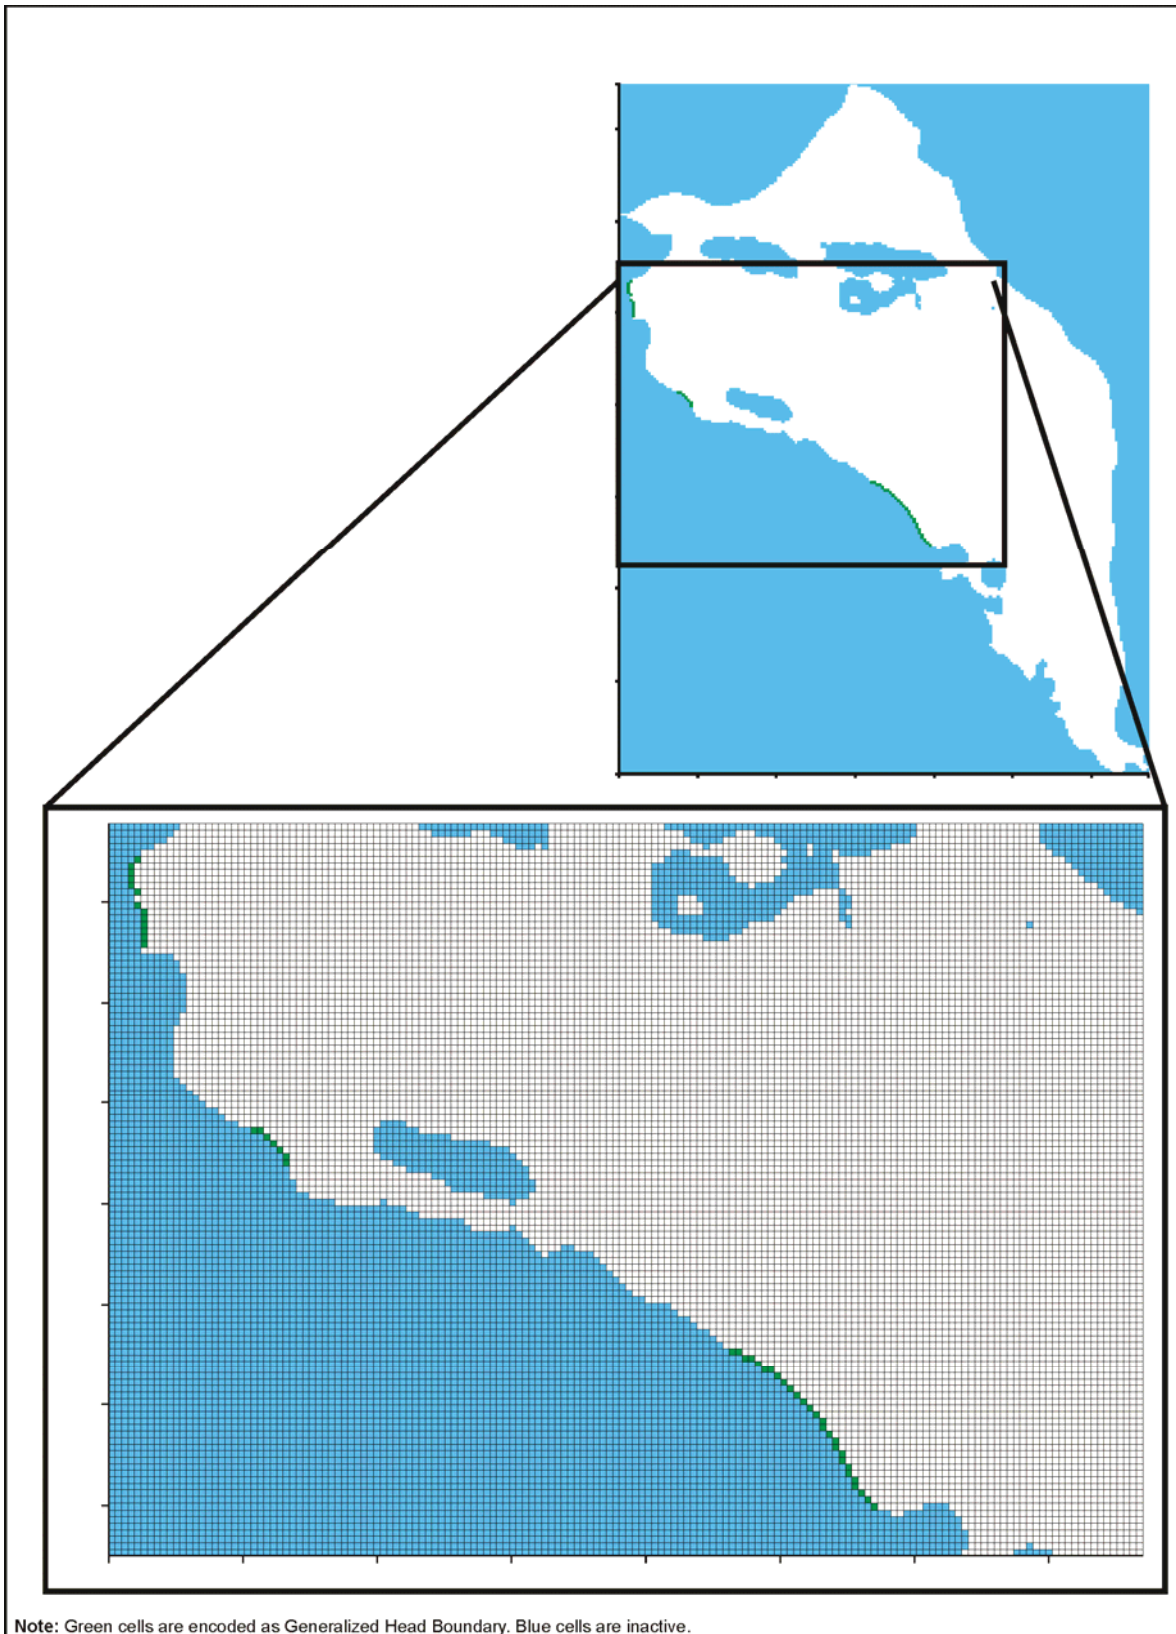 Note: Green cells are encoded as Generalized Head Boundary. Blue cells are inactive.